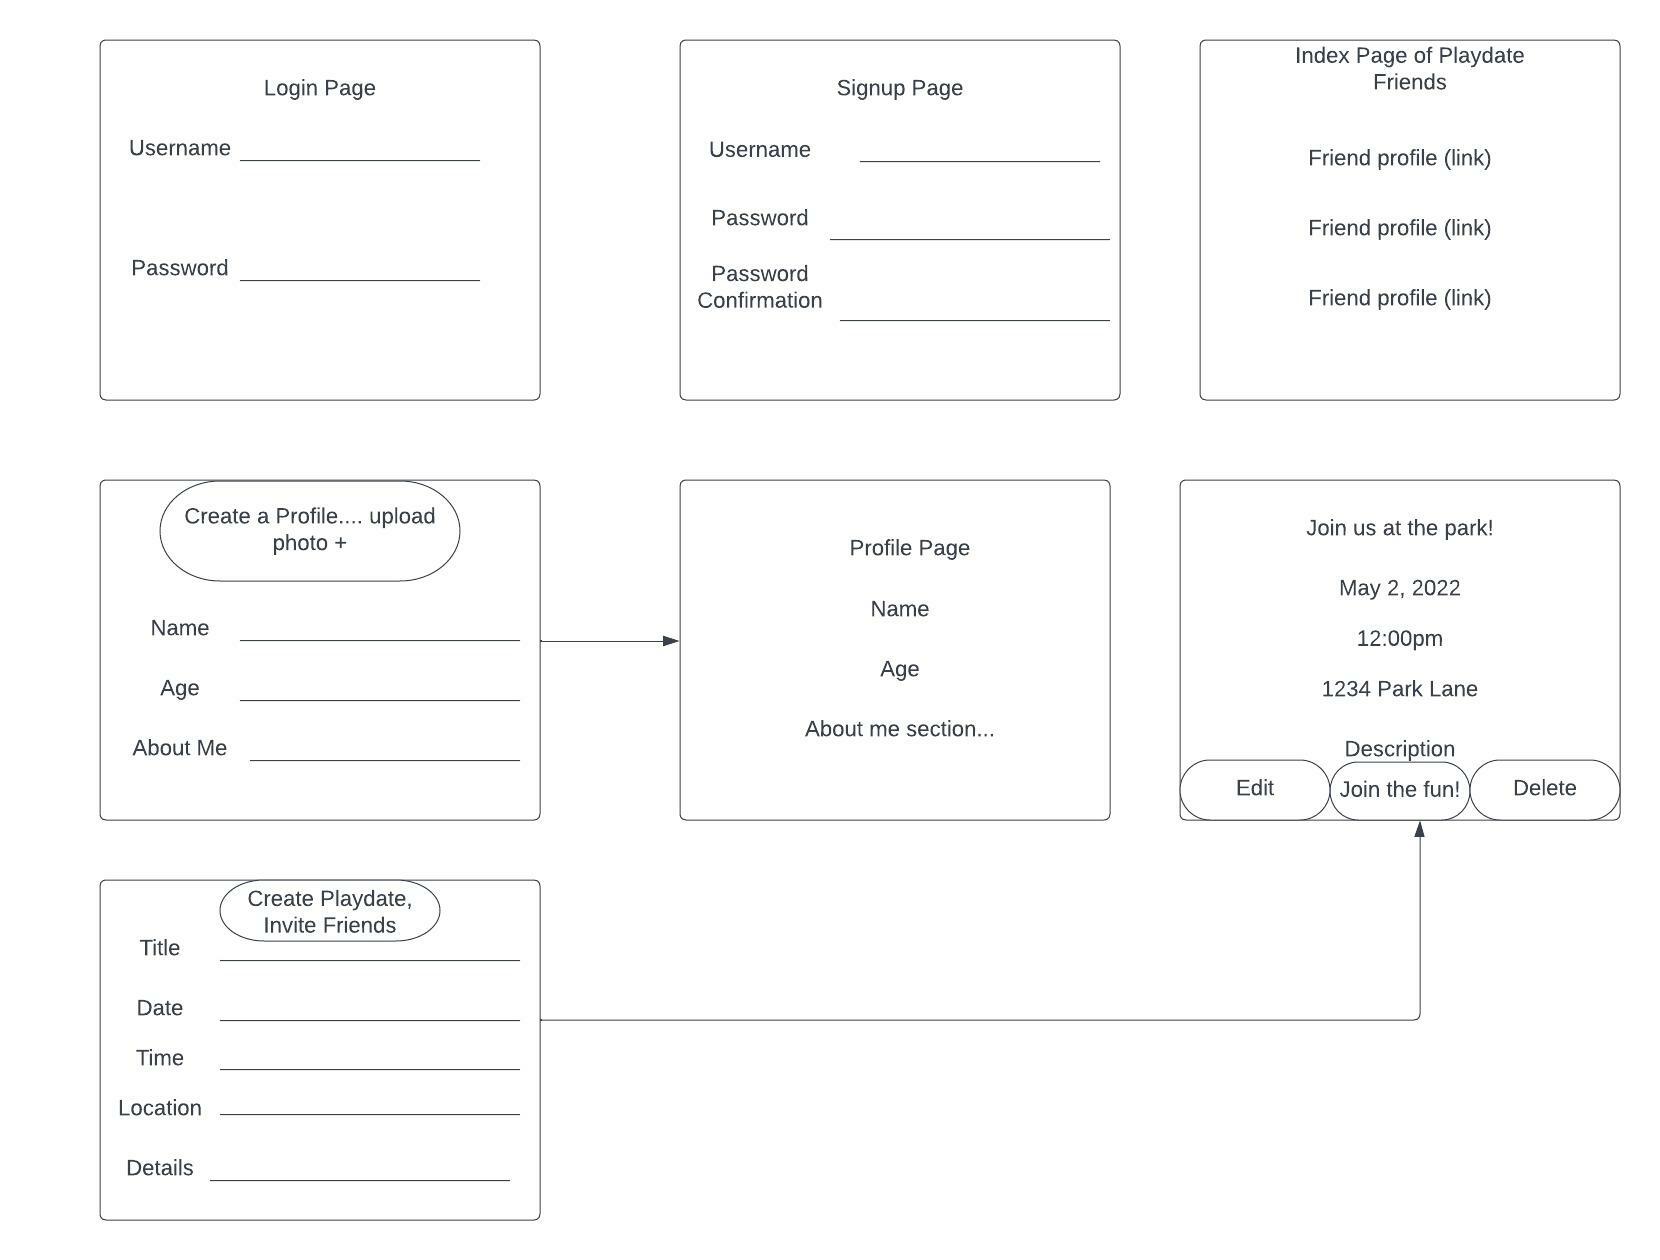 Login Page
Username
Password
Signup Page
Username
Password
Password
Confirmation
Index Page of Playdate
Friends
Friend profile (link)
Friend profile (link)
Friend profile (link)
Create a Profile.... upload
photo +
Name
Age
About Me
Profile Page
Name
Age
About me section...
Join us at the park!
May 2, 2022
12:00pm
1234 Park Lane
Description
Edit
Join the fun!
Delete
Create Playdate,
Invite Friends
Title
Date
Time
Location
Details